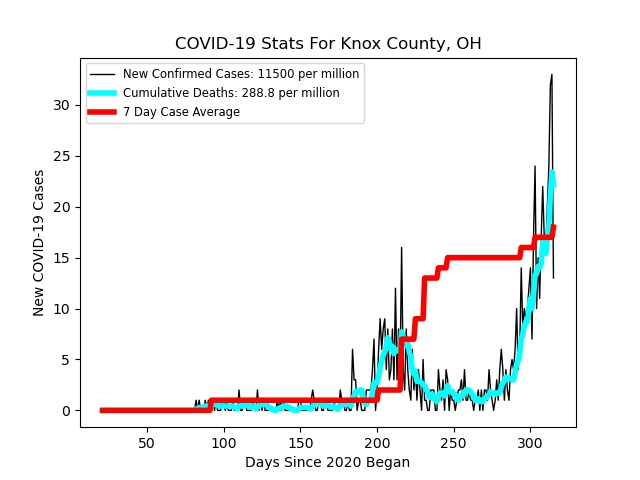 COVID-19 Stats For Knox County, OH
New Confirmed Cases: 11500 per million
Cumulative Deaths: 288.8 per million
7 Day Case Average
New COVID-19 Cases
30
25
20
15
10
5
0
50 100 150 200 250 300
Days Since 2020 Began